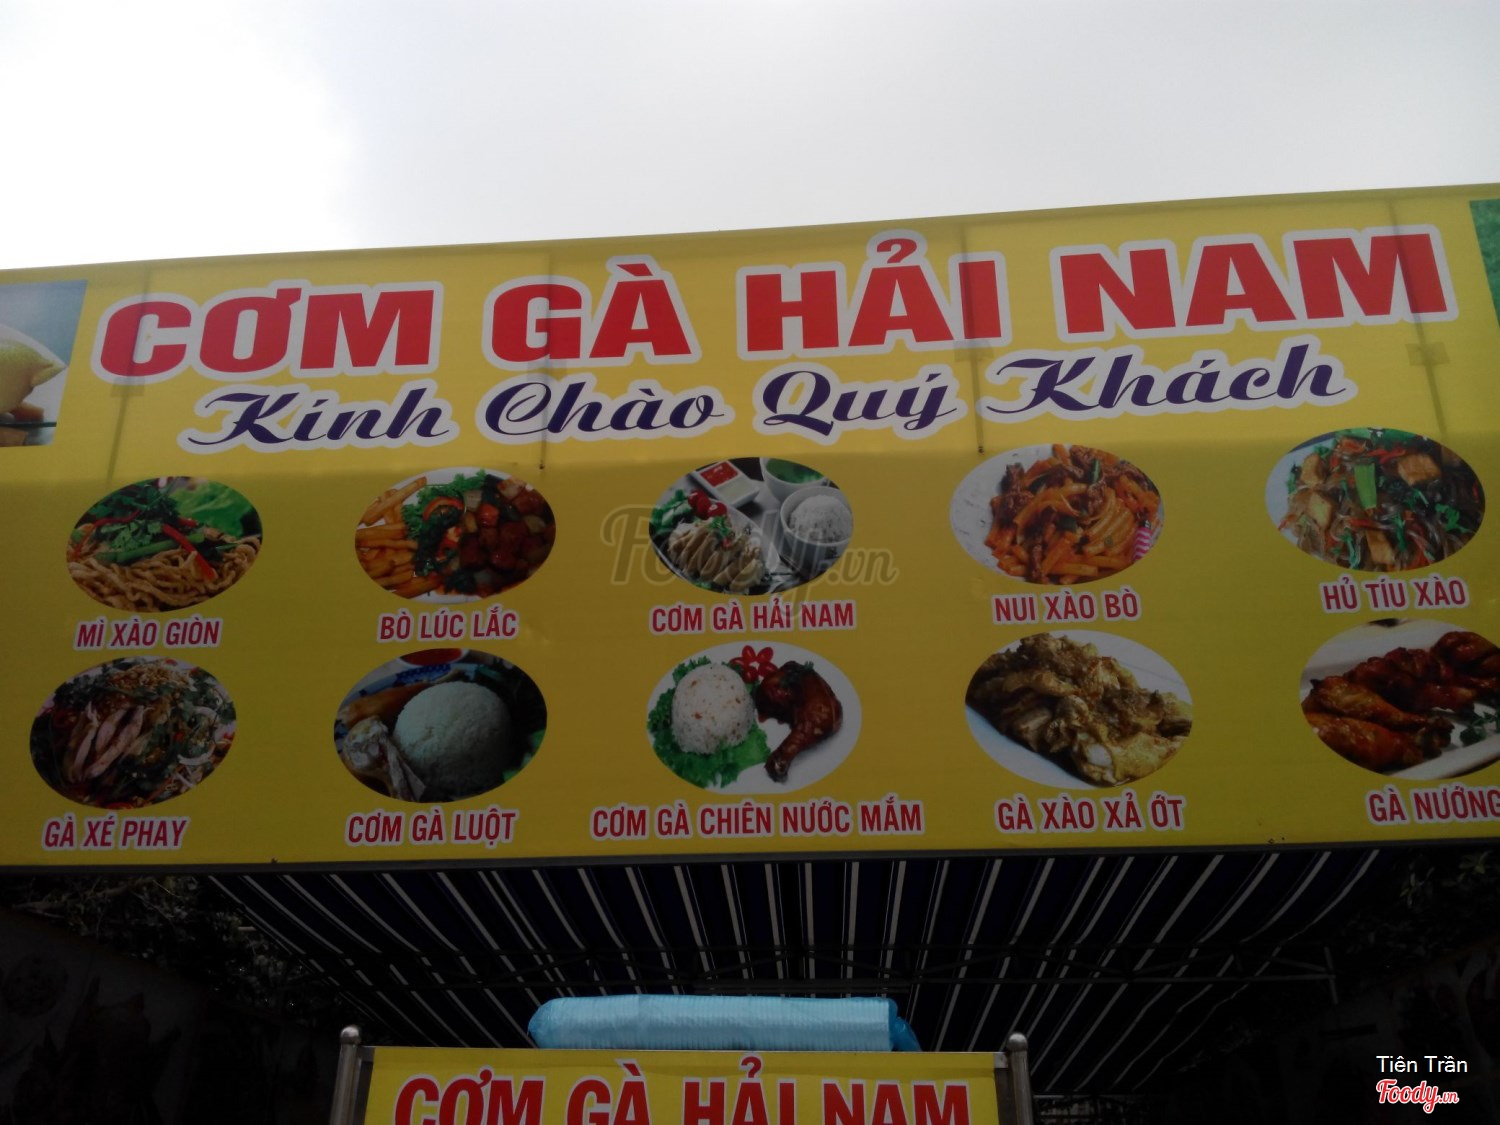 CƠM GÀ HẢI NAM
Kính Chào Quý Khách
MÌ XÀO GIÒN
BÒ LÚC LẮC
CƠM GÀ HẢI NAM
NUI XÀO BÒ
HỦ TÍU XÀO
GÀ XÉ PHAY
CƠM GÀ LUỘT
CƠM GÀ CHIÊN NƯỚC MẮM
GÀ XÀO XẢ ỚT
GÀ NƯỚNG
Foody.vn
CƠM GÀ HẢI NAM
Tiên Trần
Foody.vn